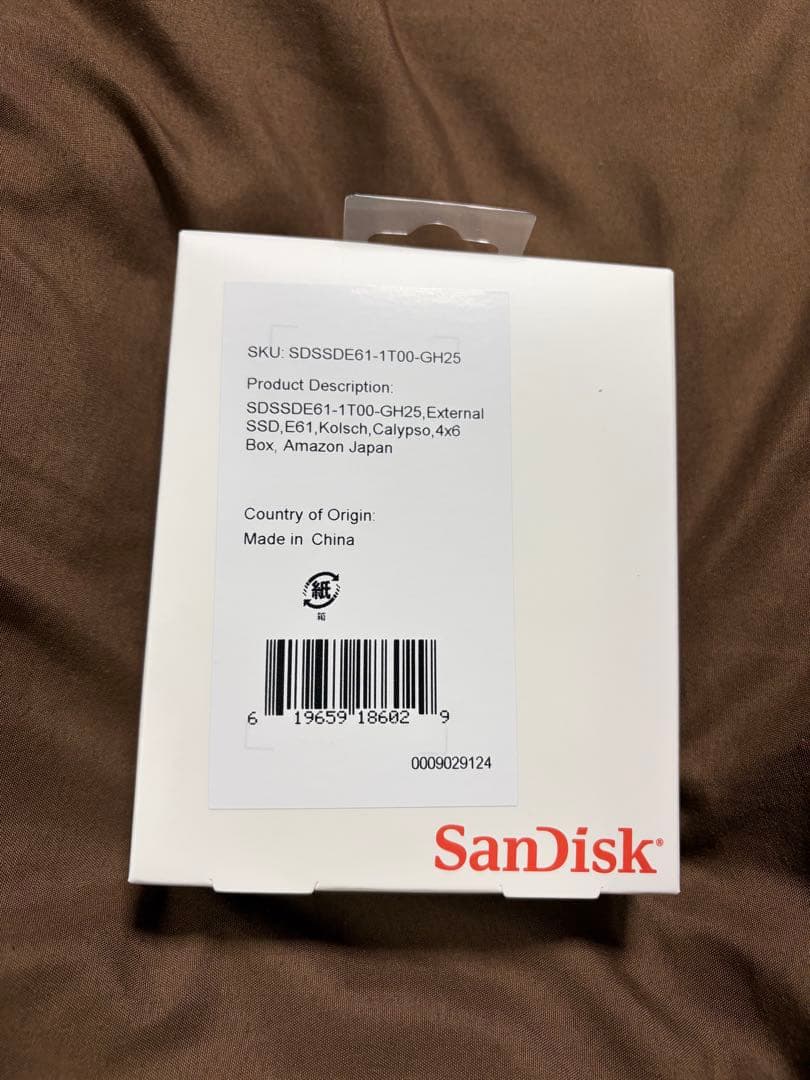 SKU: SDSSDE61-1T00-GH25
Product Description:
SDSSDE61-1T00-GH25,External
SSD,E61,Kolsch,Calypso,4x6
Box, Amazon Japan
Country of Origin:
Made in China
紙
箱
6 19659 18602 9
0009029124
SanDisk®